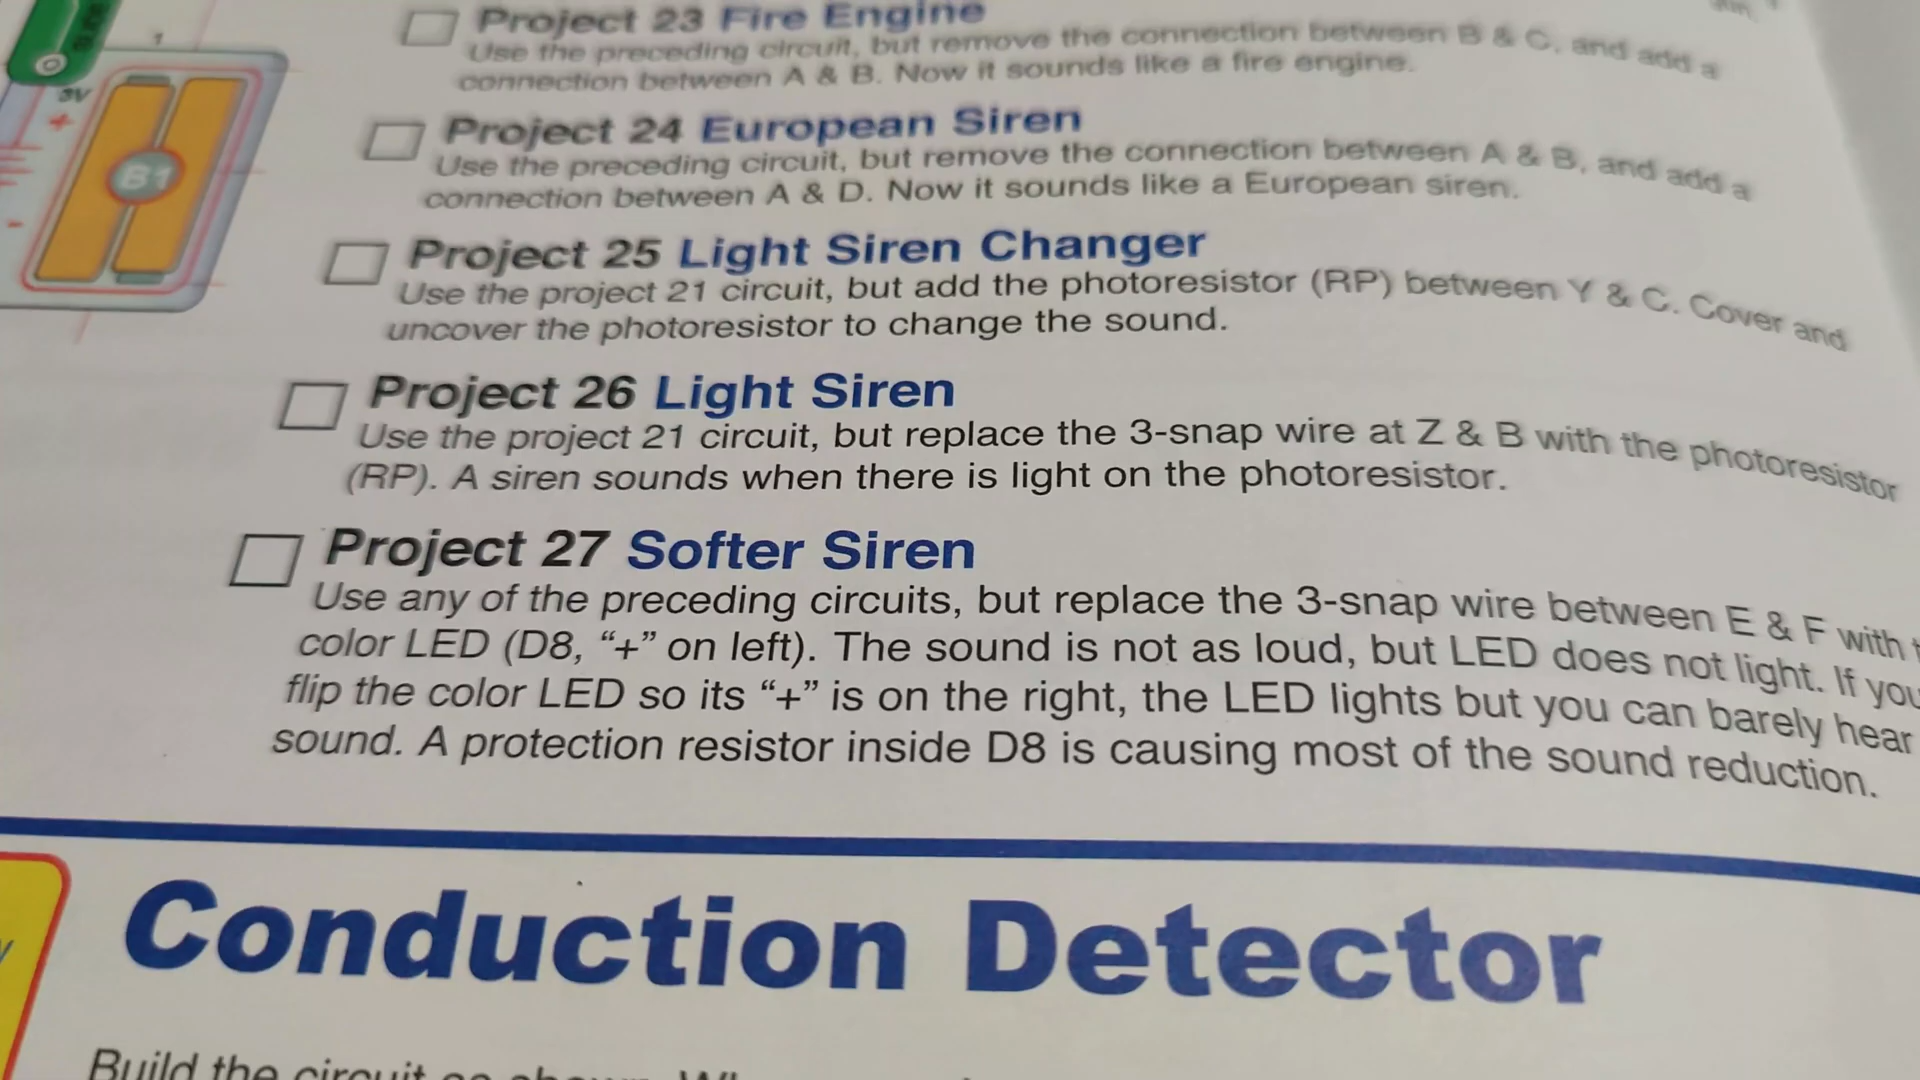 Project 23 Fire Engine
Use the preceding circuit, but remove the connection between B & C, and add a
connection between A & B. Now it sounds like a fire engine.
3V
+
B1
-
Project 24 European Siren
Use the preceding circuit, but remove the connection between A & B, and add a
connection between A & D. Now it sounds like a European siren.
Project 25 Light Siren Changer
Use the project 21 circuit, but add the photoresistor (RP) between Y & C. Cover and
uncover the photoresistor to change the sound.
Project 26 Light Siren
Use the project 21 circuit, but replace the 3-snap wire at Z & B with the photoresistor
(RP). A siren sounds when there is light on the photoresistor.
Project 27 Softer Siren
Use any of the preceding circuits, but replace the 3-snap wire between E & F with
color LED (D8, “+” on left). The sound is not as loud, but LED does not light. If you
flip the color LED so its “+” is on the right, the LED lights but you can barely hear
sound. A protection resistor inside D8 is causing most of the sound reduction.
Conduction Detector
Build the circuit as shown.